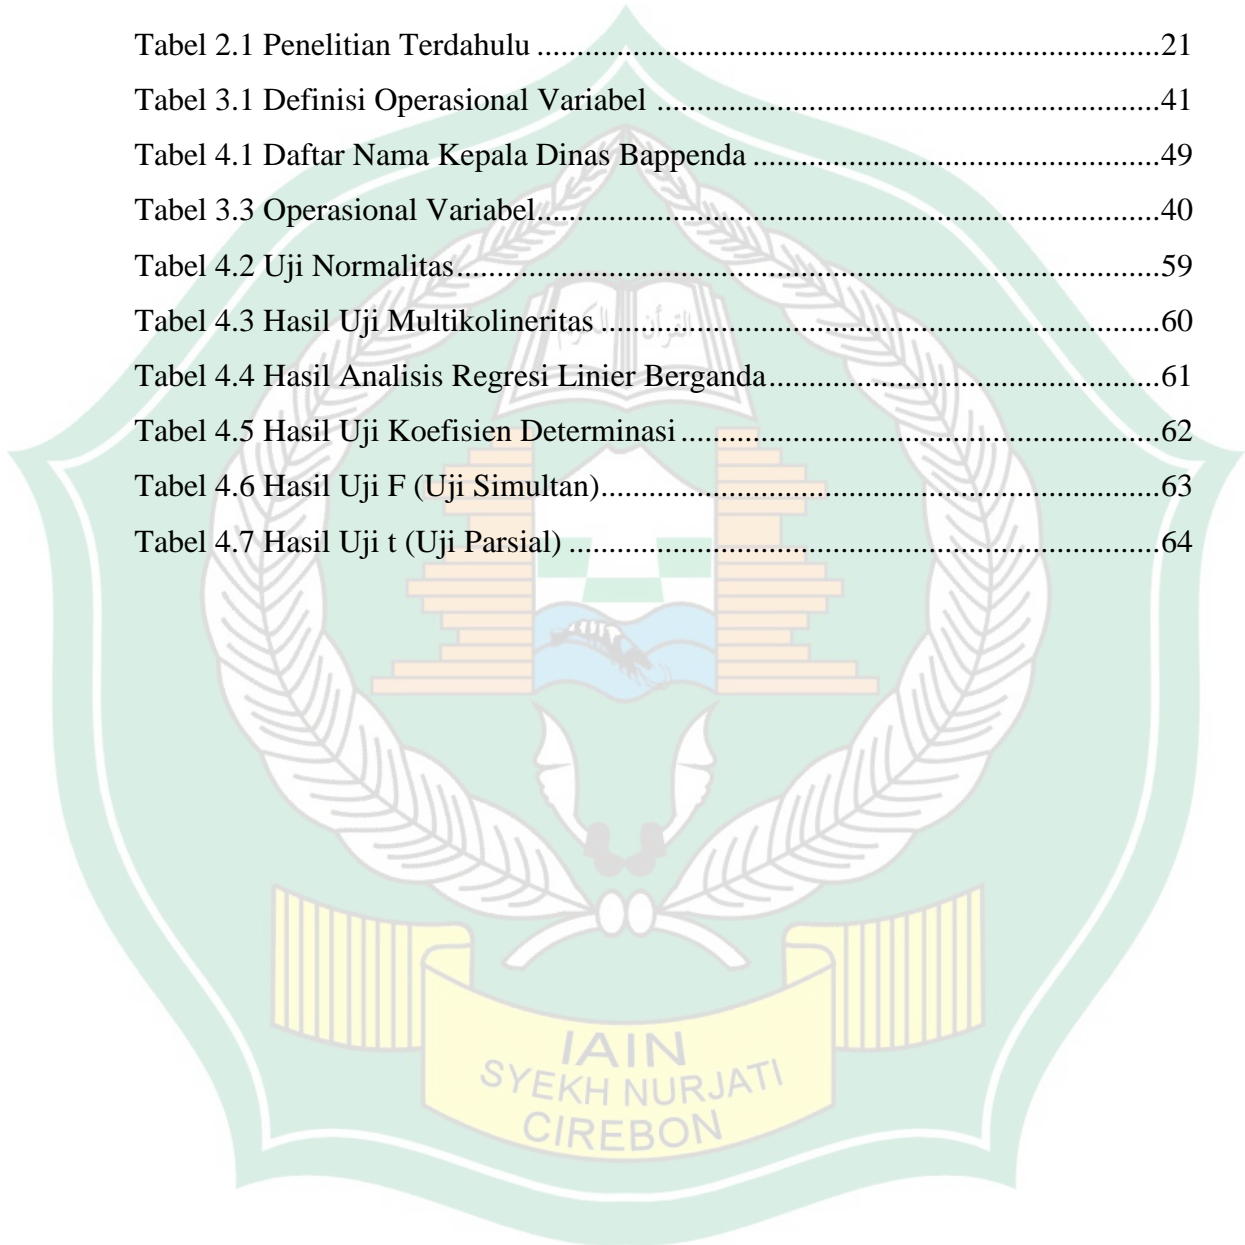 Tabel 2.1 Penelitian Terdahulu ....................................................................................21
Tabel 3.1 Definisi Operasional Variabel ....................................................................41
Tabel 4.1 Daftar Nama Kepala Dinas Bappenda .......................................................49
Tabel 3.3 Operasional Variabel....................................................................................40
Tabel 4.2 Uji Normalitas...............................................................................................59
Tabel 4.3 Hasil Uji Multikolineritas ...........................................................................60
القرآن الكريم
Tabel 4.4 Hasil Analisis Regresi Linier Berganda.....................................................61
Tabel 4.5 Hasil Uji Koefisien Determinasi ................................................................62
Tabel 4.6 Hasil Uji F (Uji Simultan)...........................................................................63
Tabel 4.7 Hasil Uji t (Uji Parsial) ...............................................................................64
IAIN
SYEKH NURJATI
CIREBON